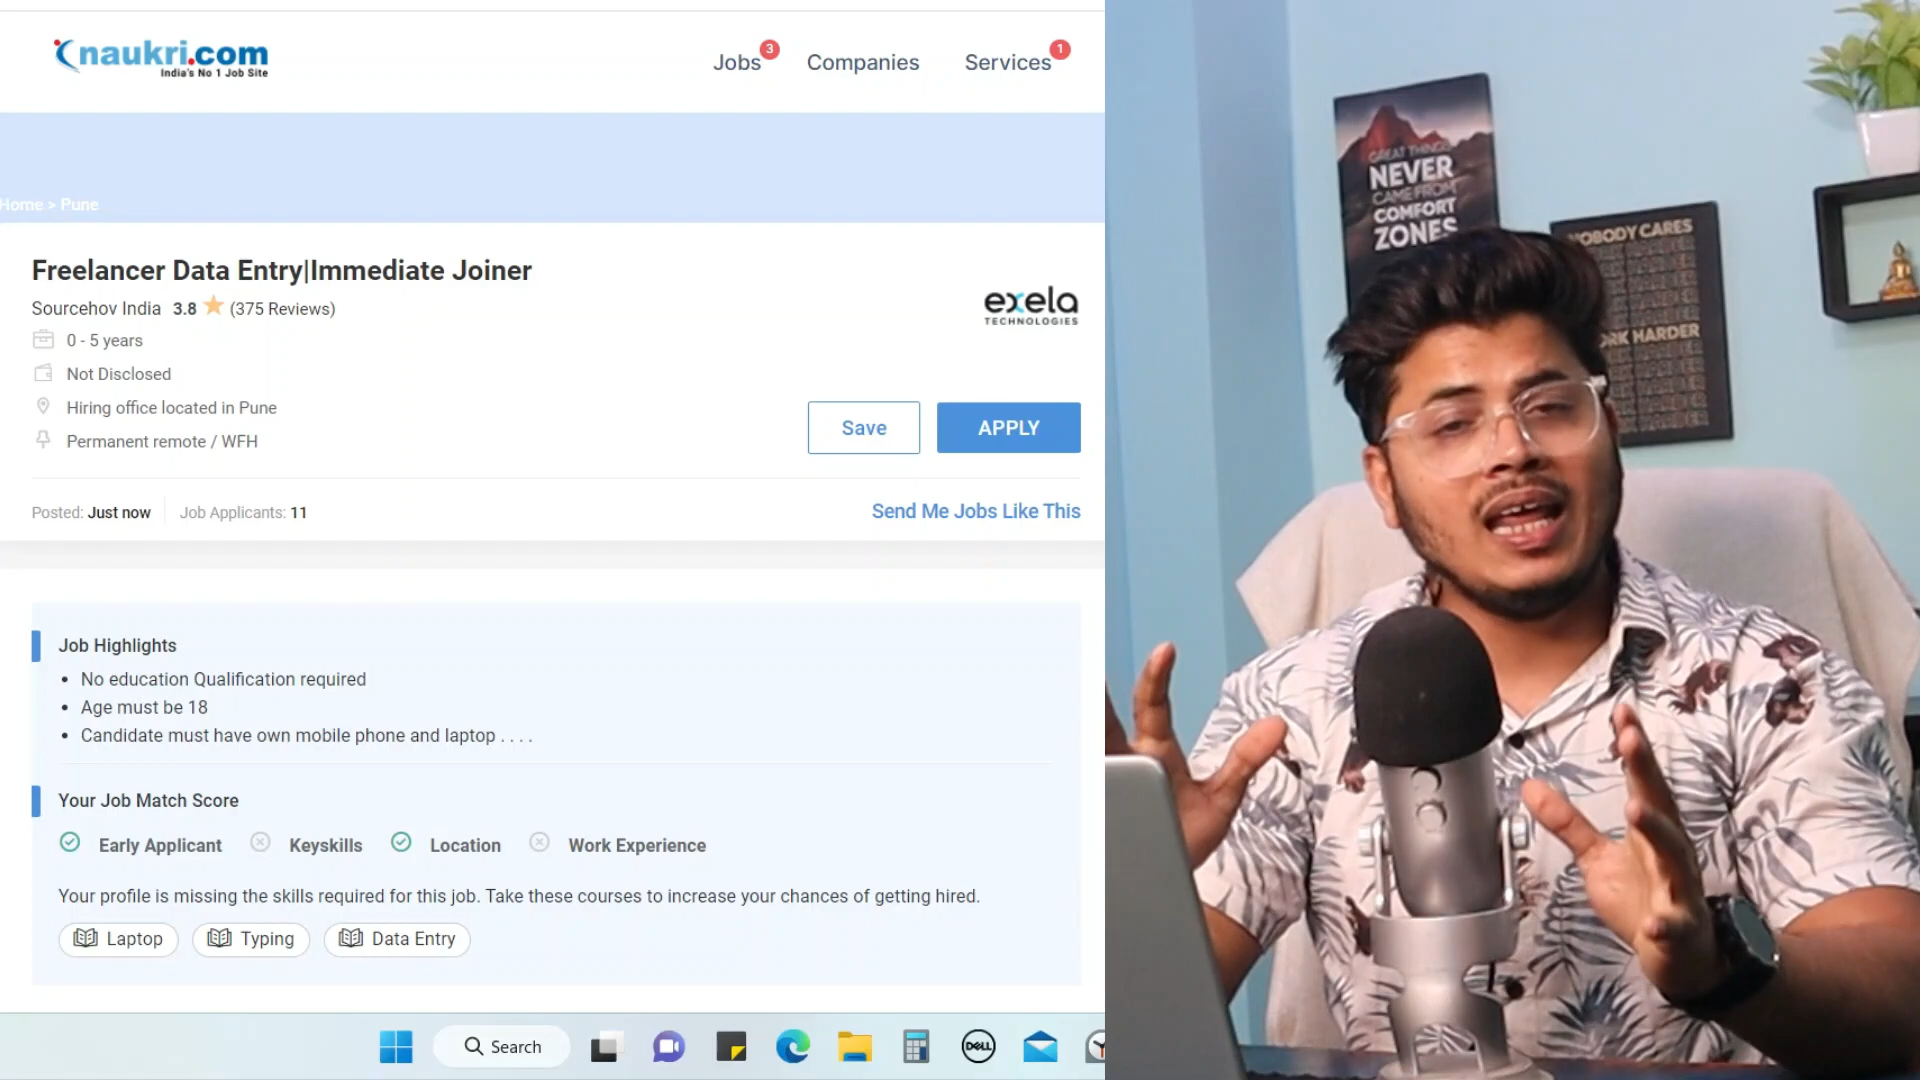 naukri.com
India's No 1 Job Site
Jobs 3
Companies
Services 1
Home > Pune
Freelancer Data Entry|Immediate Joiner
Sourcehov India 3.8 (375 Reviews)
exela
TECHNOLOGIES
0 - 5 years
Not Disclosed
Hiring office located in Pune
Permanent remote / WFH
Save
APPLY
Posted: Just now
Job Applicants: 11
Send Me Jobs Like This
Job Highlights
• No education Qualification required
• Age must be 18
• Candidate must have own mobile phone and laptop . . . .
Your Job Match Score
Early Applicant
Keyskills
Location
Work Experience
Your profile is missing the skills required for this job. Take these courses to increase your chances of getting hired.
Laptop
Typing
Data Entry
Search
DELL
GREAT THINGS
NEVER
CAME FROM
COMFORT
ZONES
NOBODY CARES
HARDER